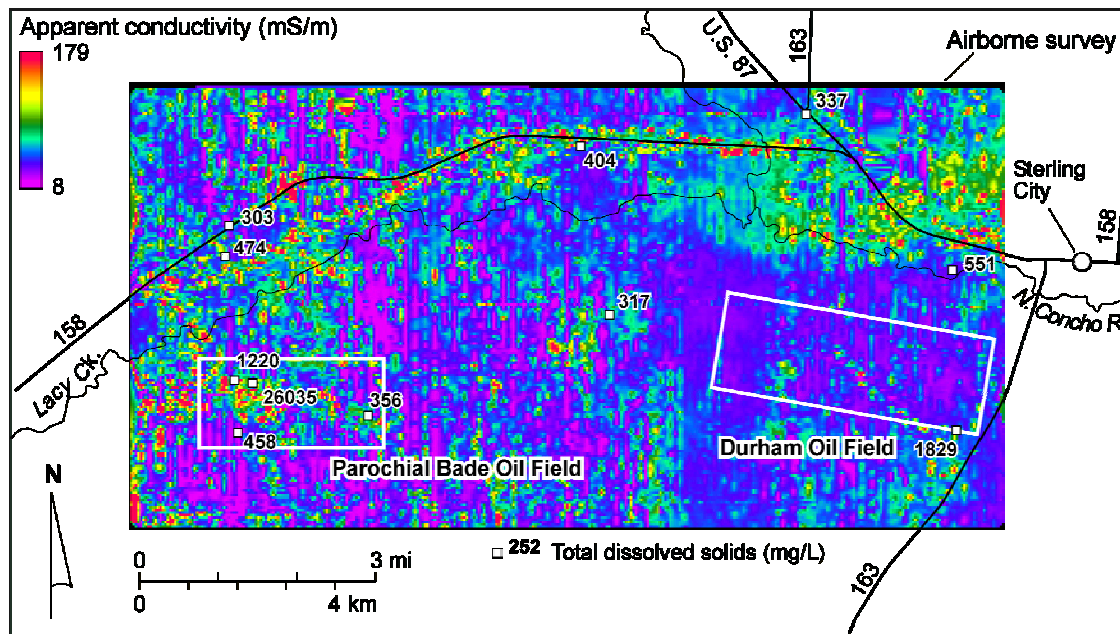 Apparent conductivity (mS/m)
179
8
U.S. 87
163
Airborne survey
337
404
Sterling
City
303
474
158
551
317
N. Concho R
158
Lacy CK.
1220
26035
356
458
Durham Oil Field
1829
Parochial Bade Oil Field
N
252 Total dissolved solids (mg/L)
0 3 mi
0 4 km
163